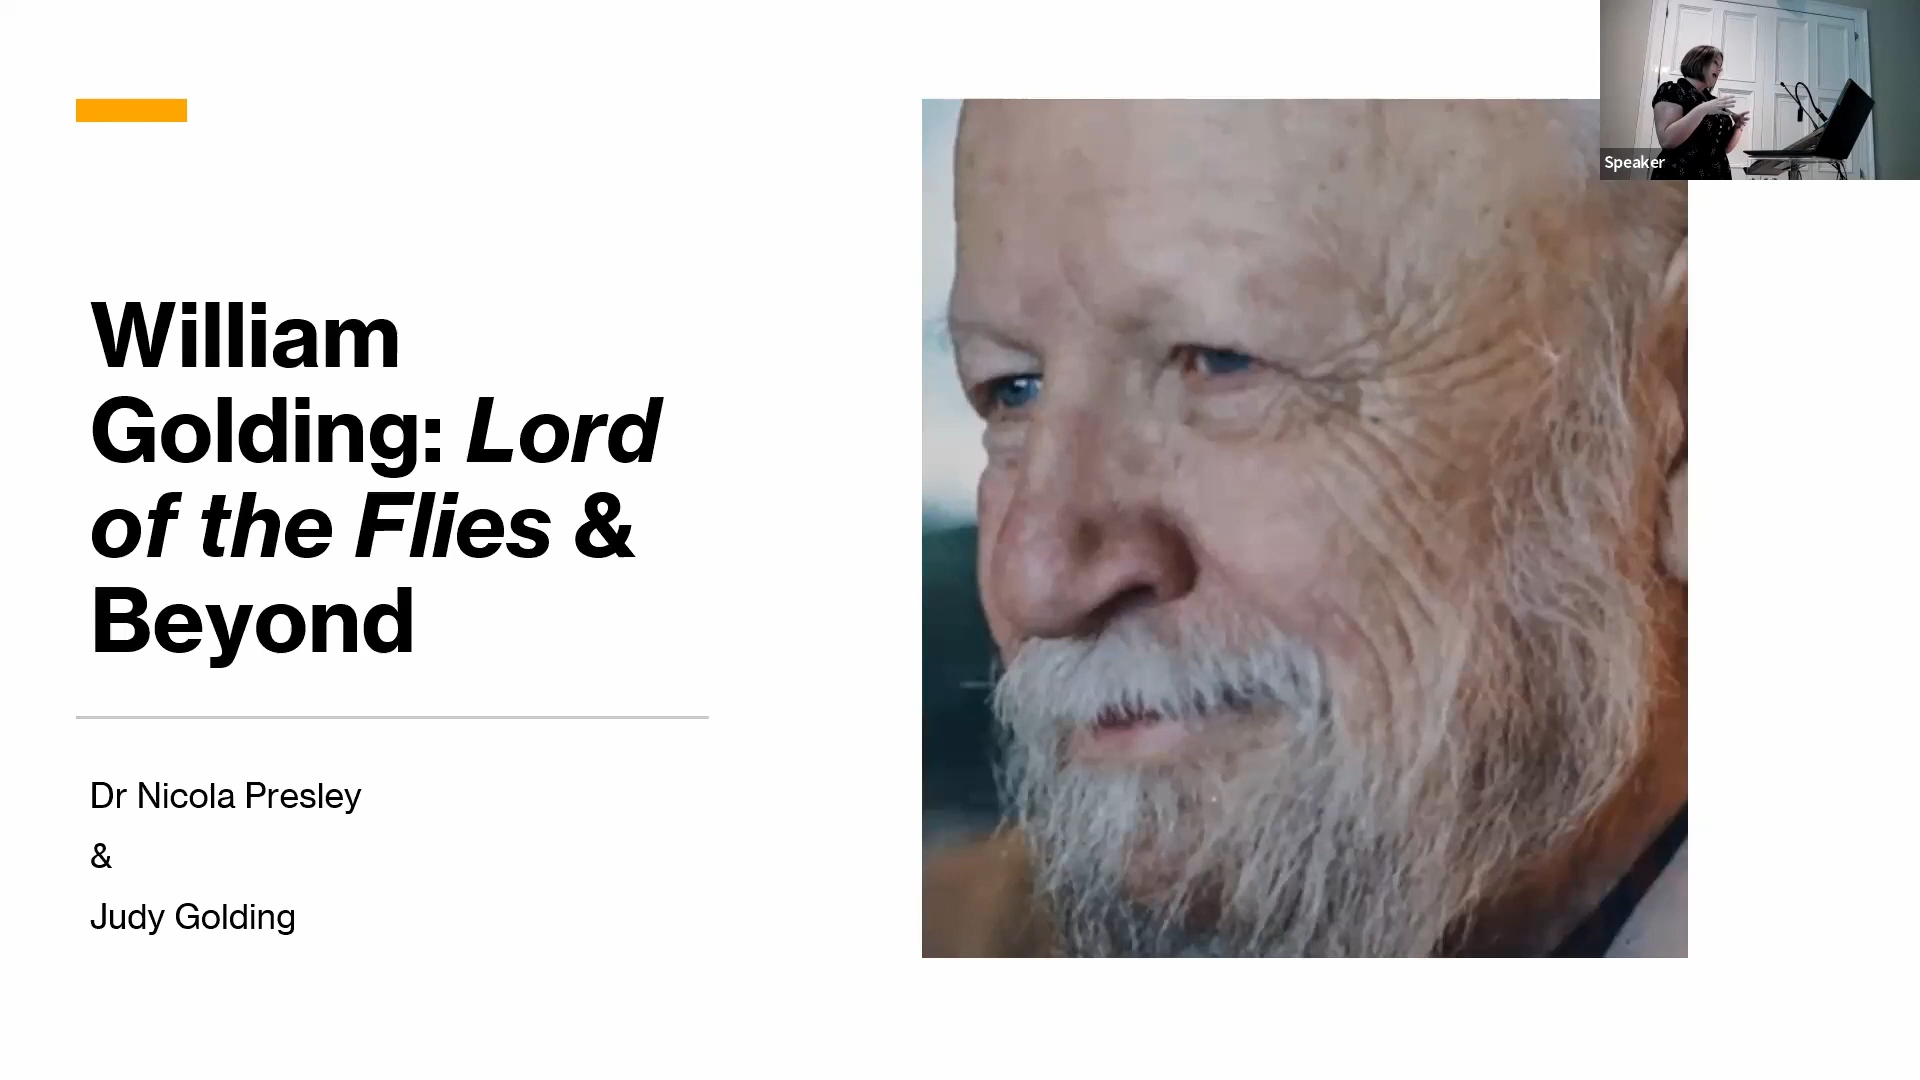 William
Golding: Lord
of the Flies &
Beyond
Dr Nicola Presley
&
Judy Golding
Speaker